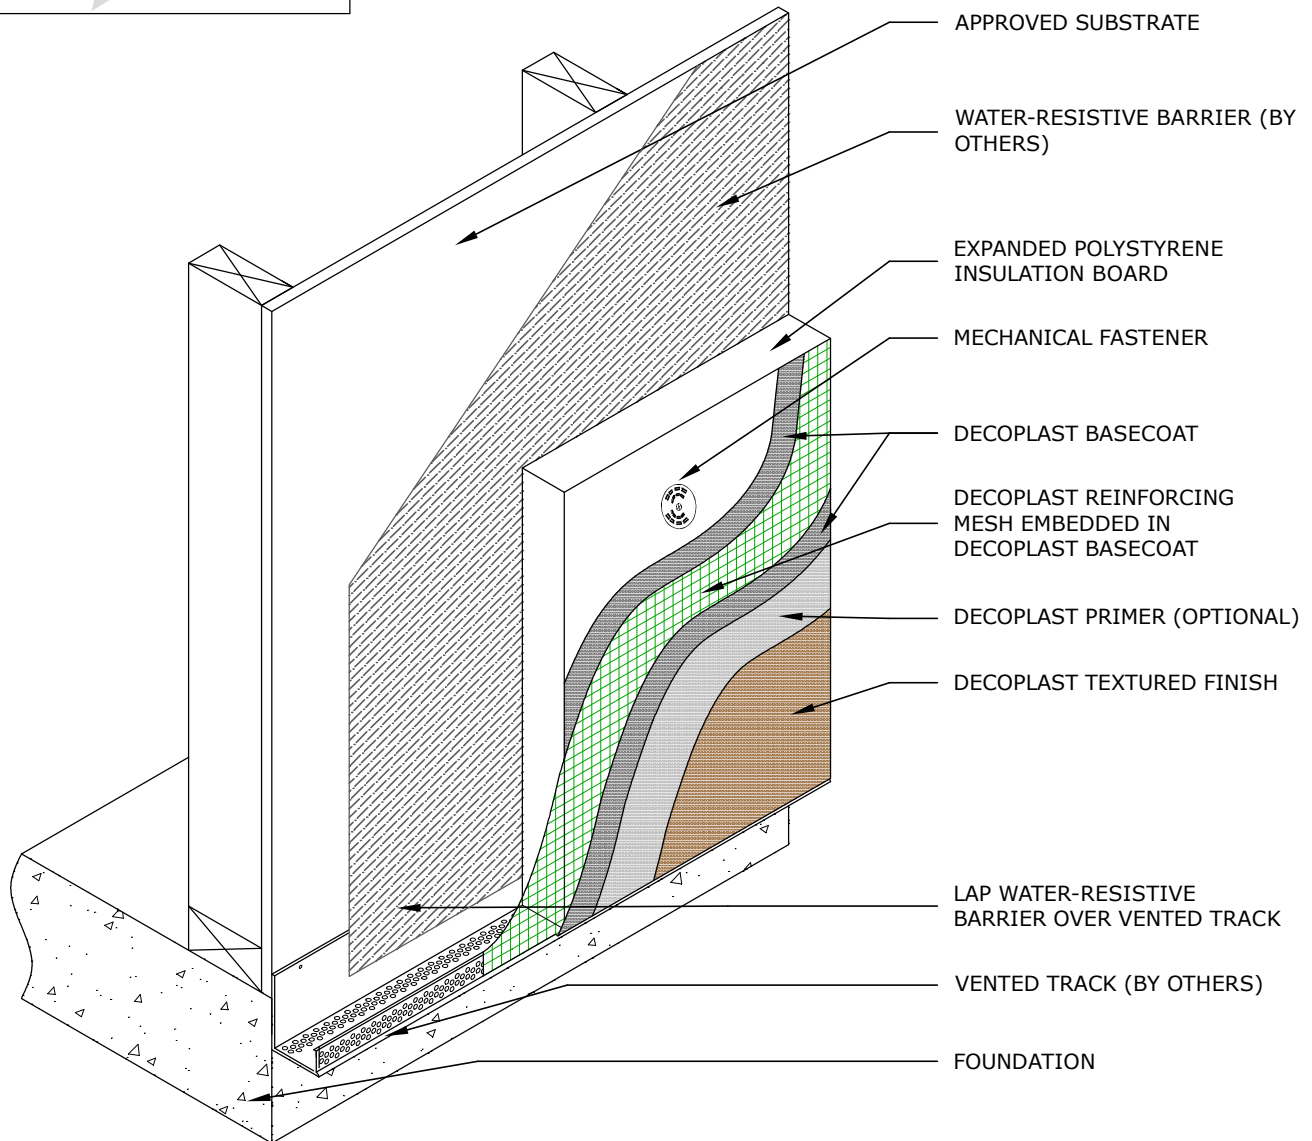 APPROVED SUBSTRATE
WATER-RESISTIVE BARRIER (BY
OTHERS)
EXPANDED POLYSTYRENE
INSULATION BOARD
MECHANICAL FASTENER
DECOPLAST BASECOAT
DECOPLAST REINFORCING
MESH EMBEDDED IN
DECOPLAST BASECOAT
DECOPLAST PRIMER (OPTIONAL)
DECOPLAST TEXTURED FINISH
LAP WATER-RESISTIVE
BARRIER OVER VENTED TRACK
VENTED TRACK (BY OTHERS)
FOUNDATION